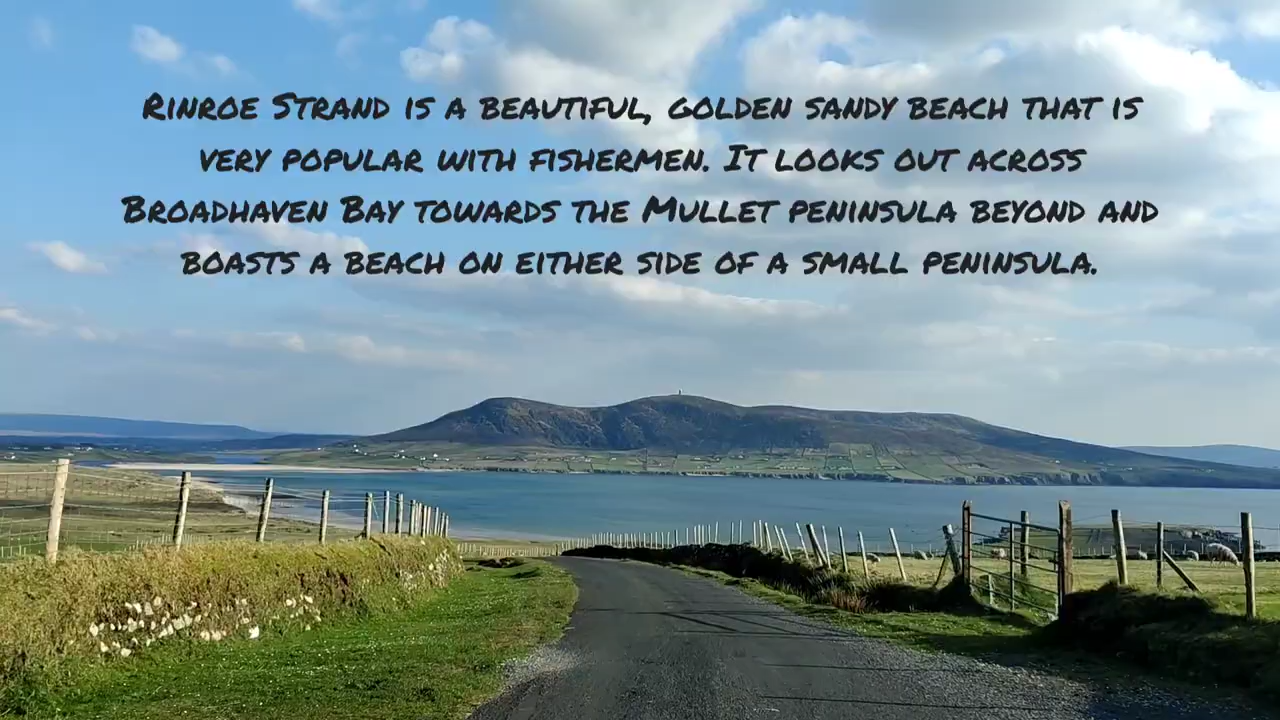 Rinroe Strand is a beautiful, golden sandy beach that is
very popular with fishermen. It looks out across
Broadhaven Bay towards the Mullet peninsula beyond and
boasts a beach on either side of a small peninsula.